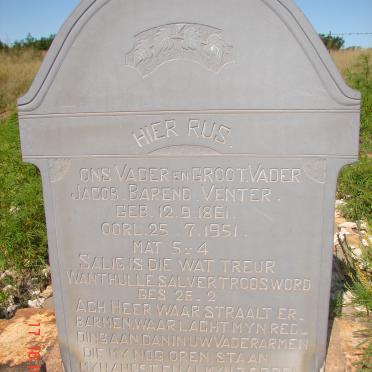 HIER RUS.
ONS VADER EN GROOT. VADER
JACOB. BAREND. VENTER.
GEB. 12.9.1861.
OORL. 25.7.1951.
MAT 5.-4
SALIG IS DIE WAT TREUR
WANT HULLE SAL VERTROOS WORD
GES 25.-2
ACH HEER WAAR STRAALT ER-
BARMEN, WAAR LACHT MYN RED-
DIN BAAN DAN IN UW VADERARMEN
DIE MY NOG OPEN STAAN